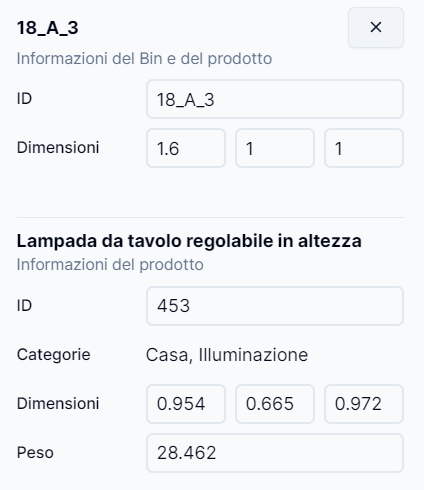 18_A_3
Informazioni del Bin e del prodotto
ID 18_A_3
Dimensioni 1.6 1 1
Lampada da tavolo regolabile in altezza
Informazioni del prodotto
ID 453
Categorie Casa, Illuminazione
Dimensioni 0.954 0.665 0.972
Peso 28.462